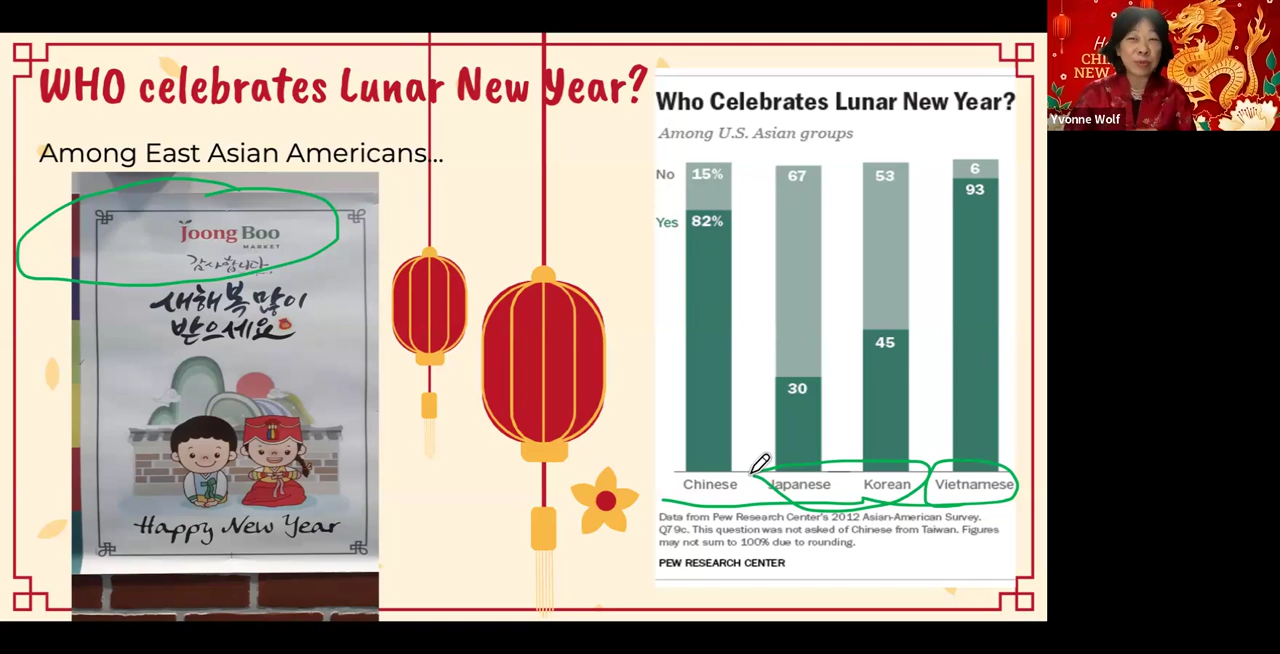 WHO celebrates Lunar New Year?
Among East Asian Americans...
Joong Boo
MARKET
감사합니다.
새해 복 많이
받으세요
Happy New Year
Who Celebrates Lunar New Year?
Among U.S. Asian groups
No 15% 67 53 6
Yes 82% 30 45 93
Chinese Japanese Korean Vietnamese
Data from Pew Research Center's 2012 Asian-American Survey.
Q79c. This question was not asked of Chinese from Taiwan. Figures
may not sum to 100% due to rounding.
PEW RESEARCH CENTER
NEW
Yvonne Wolf